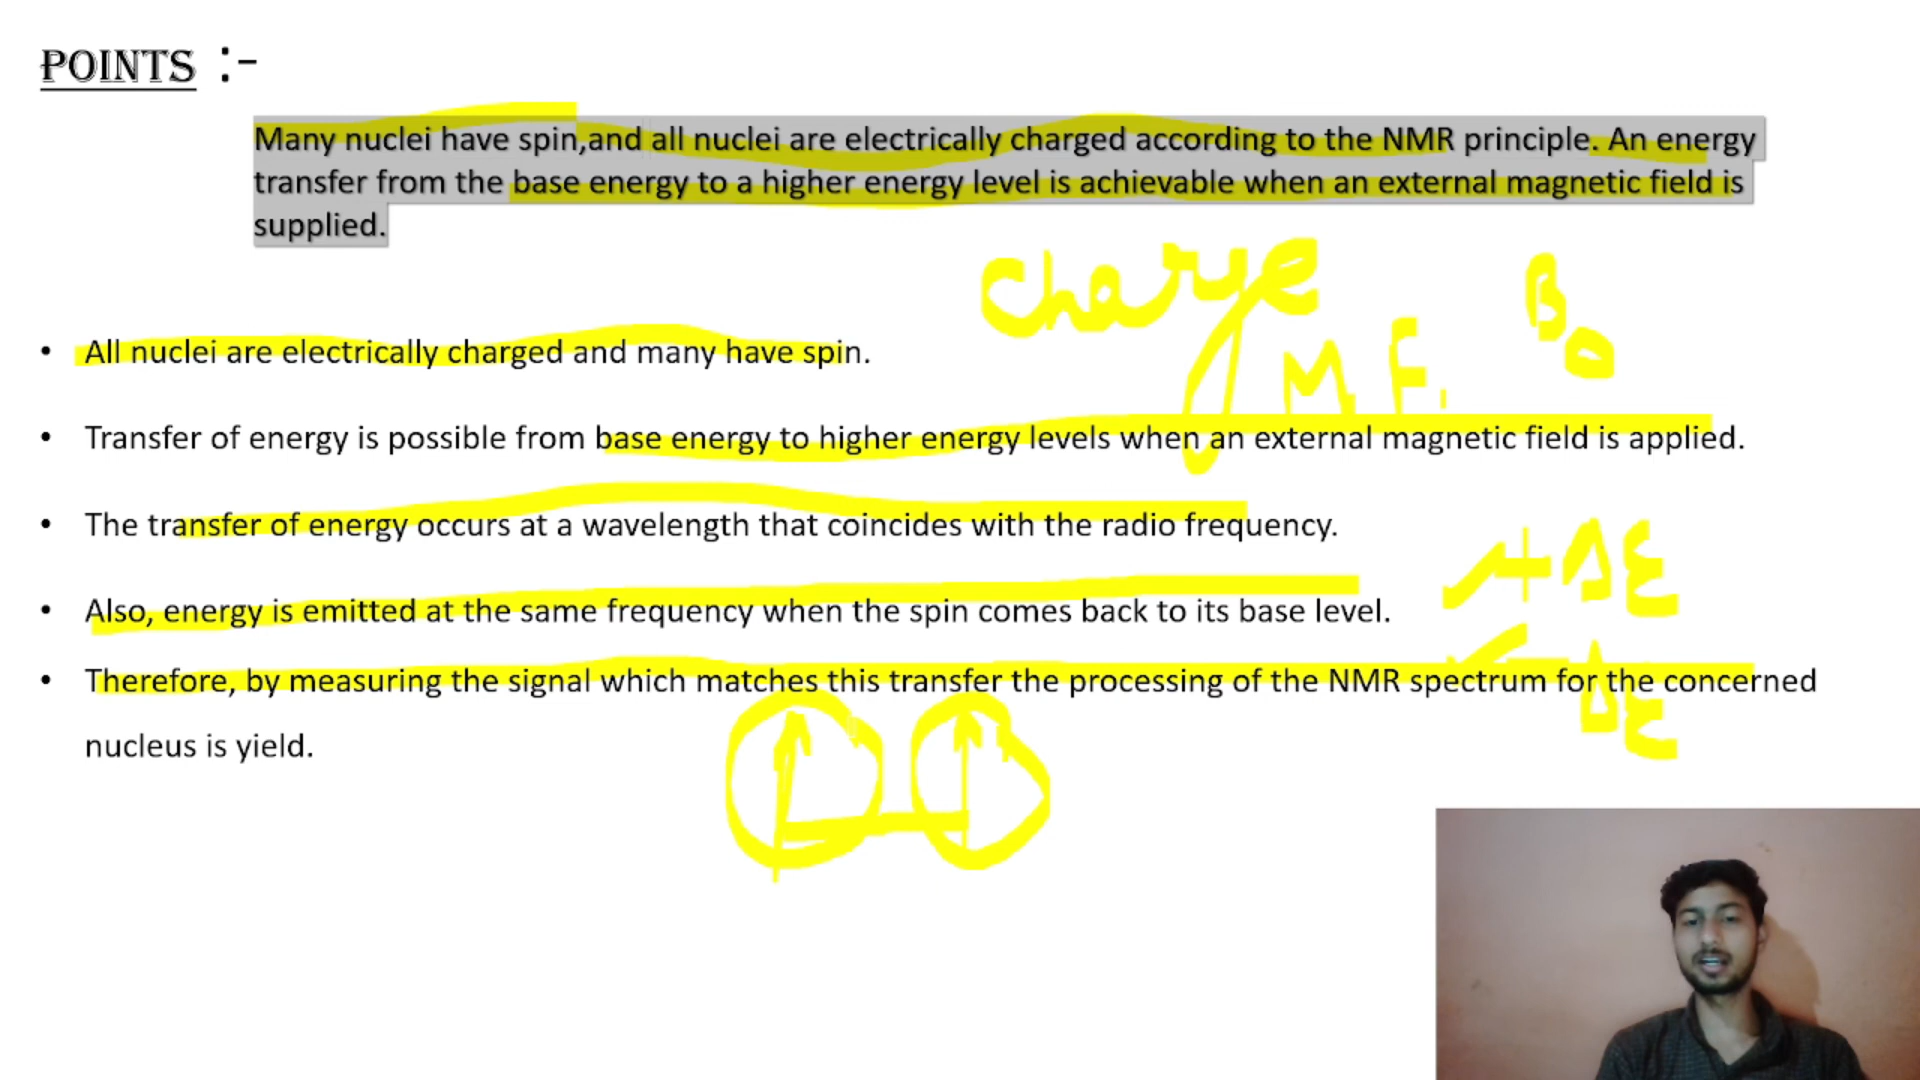 POINTS :-
Many nuclei have spin,and all nuclei are electrically charged according to the NMR principle. An energy
transfer from the base energy to a higher energy level is achievable when an external magnetic field is
supplied.
charge
B0
M.F.
• All nuclei are electrically charged and many have spin.
• Transfer of energy is possible from base energy to higher energy levels when an external magnetic field is applied.
• The transfer of energy occurs at a wavelength that coincides with the radio frequency.
+ΔE
• Also, energy is emitted at the same frequency when the spin comes back to its base level.
• Therefore, by measuring the signal which matches this transfer the processing of the NMR spectrum for the concerned
-ΔE
nucleus is yield.